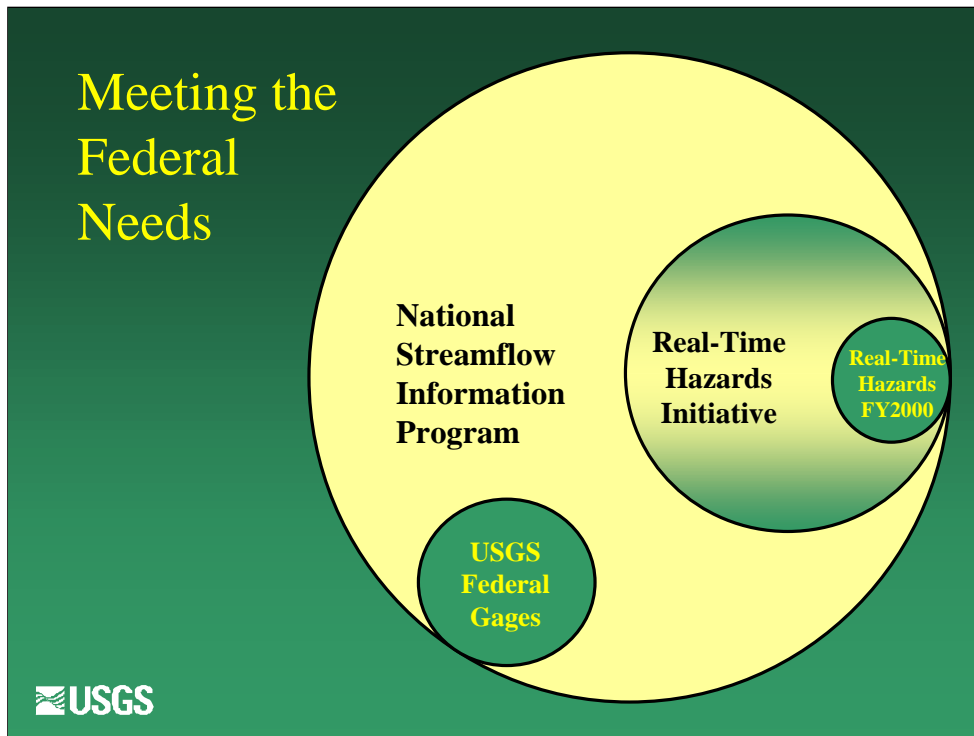 Meeting the
Federal
Needs
National
Streamflow
Information
Program
Real-Time
Hazards
Initiative
Real-Time
Hazards
FY2000
USGS
Federal
Gages
USGS